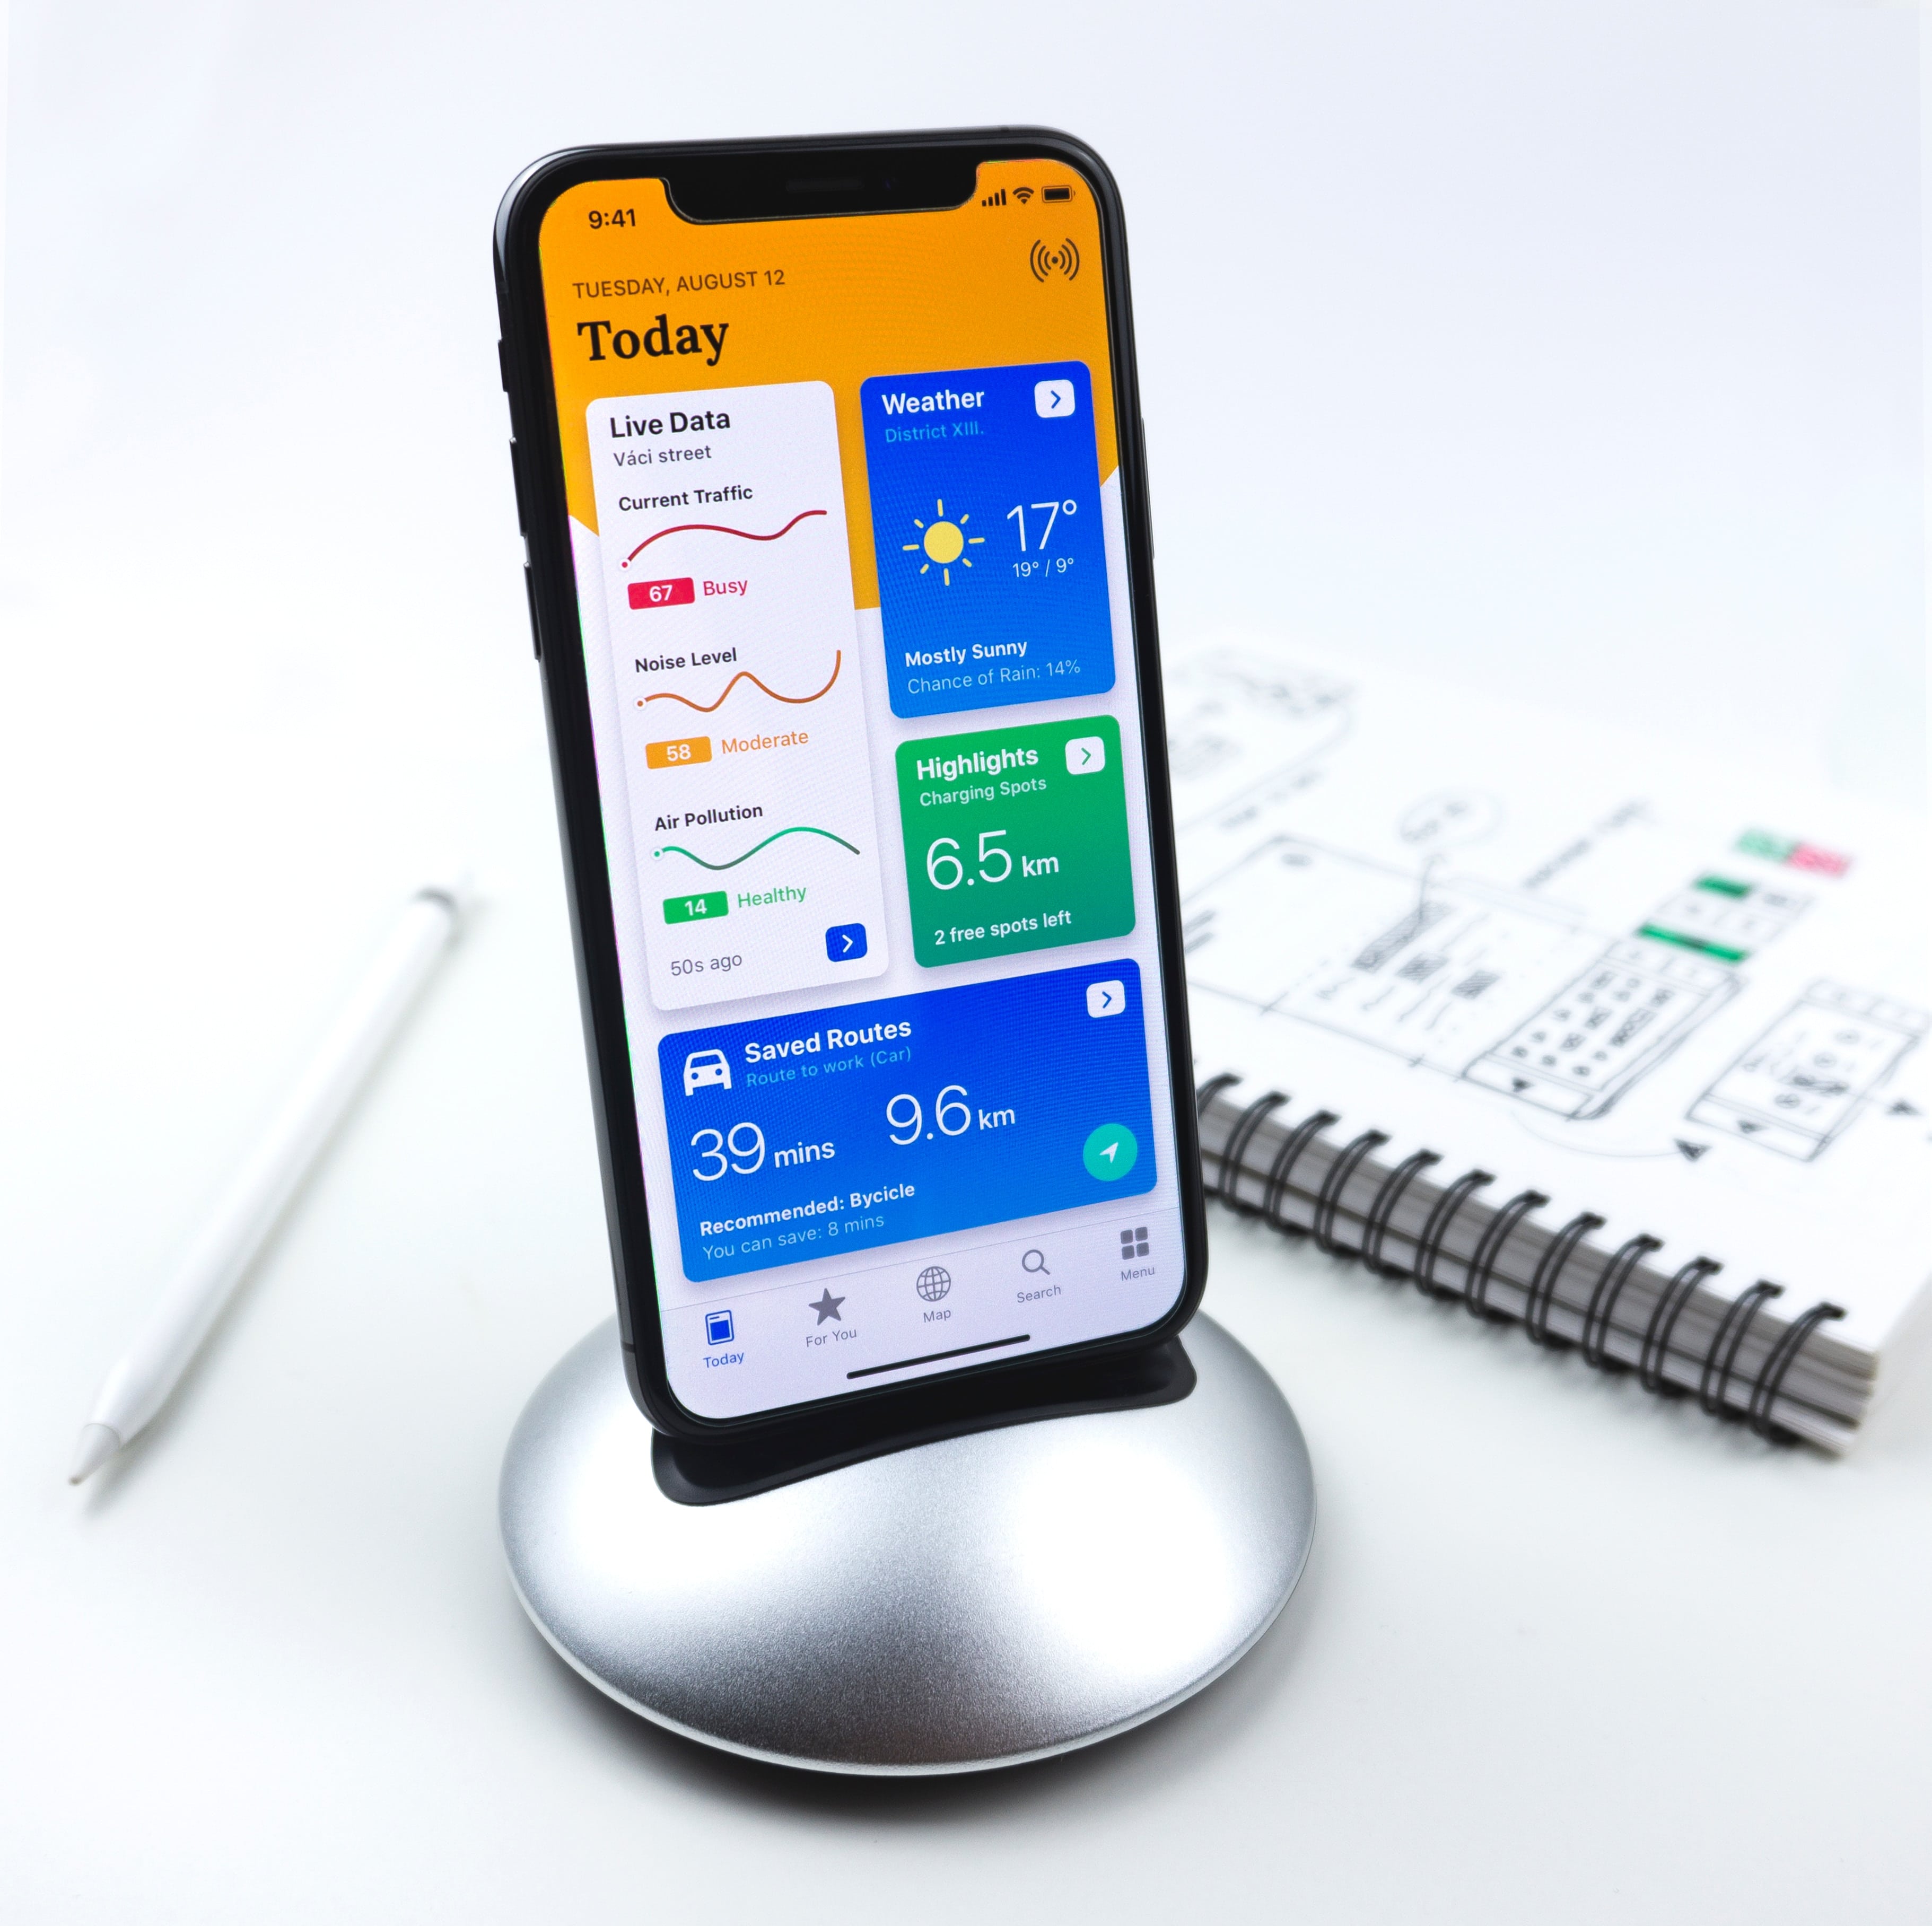 9:41
TUESDAY, AUGUST 12
Today
Live Data
Váci street
Current Traffic
67 Busy
Noise Level
58 Moderate
Air Pollution
14 Healthy
50s ago
Weather
District XIII.
17°
19° / 9°
Mostly Sunny
Chance of Rain: 14%
Highlights
Charging Spots
6.5 km
2 free spots left
Saved Routes
Route to work (Car)
39 mins 9.6 km
Recommended: Bycicle
You can save: 8 mins
Today
For You
Map
Search
Menu